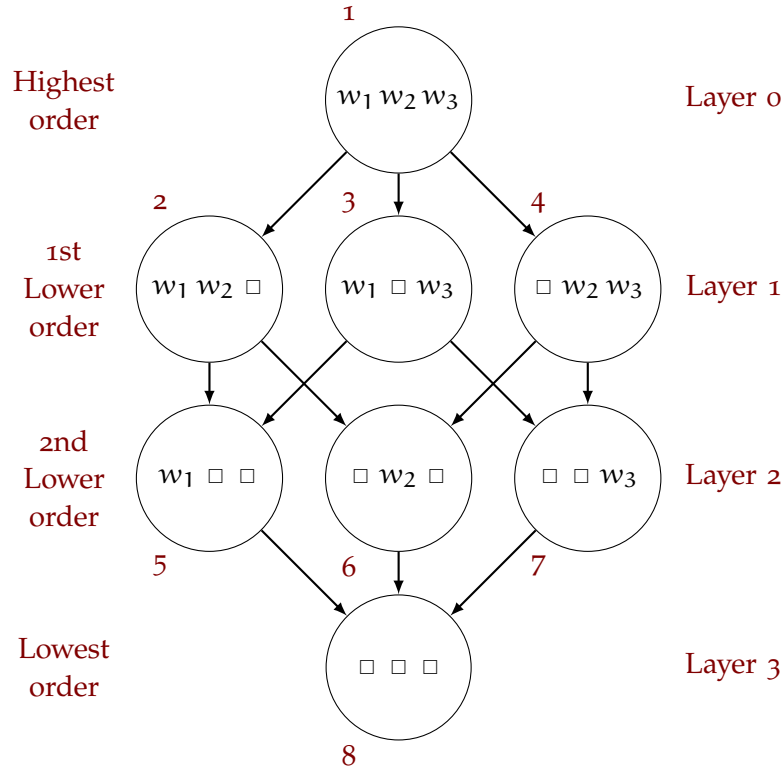 1
Highest
order
w₁ w₂ w₃
Layer 0
2
3
4
1st
Lower
order
w₁ w₂ □
w₁ □ w₃
□ w₂ w₃
Layer 1
2nd
Lower
order
w₁ □ □
□ w₂ □
□ □ w₃
Layer 2
5
6
7
Lowest
order
□ □ □
Layer 3
8